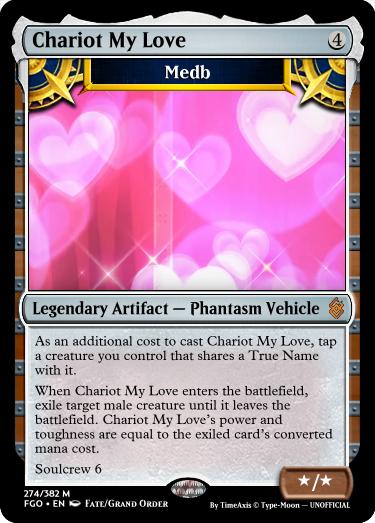 Chariot My Love
4
Medb
Legendary Artifact — Phantasm Vehicle
As an additional cost to cast Chariot My Love, tap
a creature you control that shares a True Name
with it.
When Chariot My Love enters the battlefield,
exile target male creature until it leaves the
battlefield. Chariot My Love's power and
toughness are equal to the exiled card's converted
mana cost.
Soulcrew 6
★/★
274/382 M
FGO • EN Fate/Grand Order
By TimeAxis © Type-Moon — UNOFFICIAL